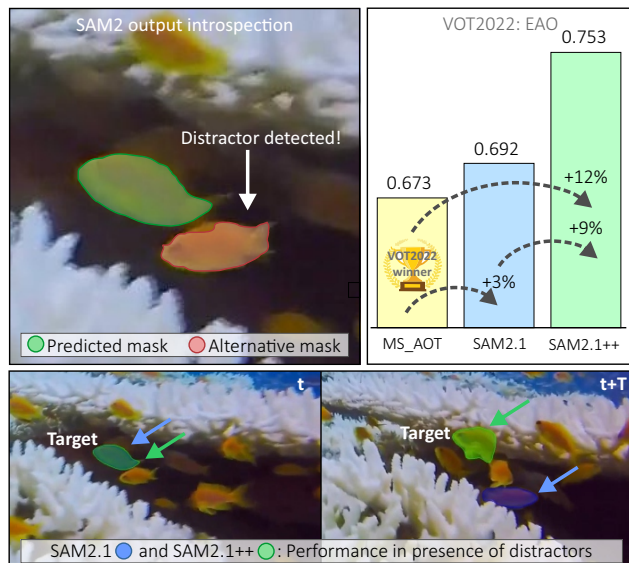 SAM2 output introspection
Distractor detected!
Predicted mask
Alternative mask
VOT2022: EAO
0.753
0.692
0.673
+12%
+9%
+3%
VOT2022
winner
MS_AOT
SAM2.1
SAM2.1++
t
Target
t+T
Target
SAM2.1 and SAM2.1++: Performance in presence of distractors